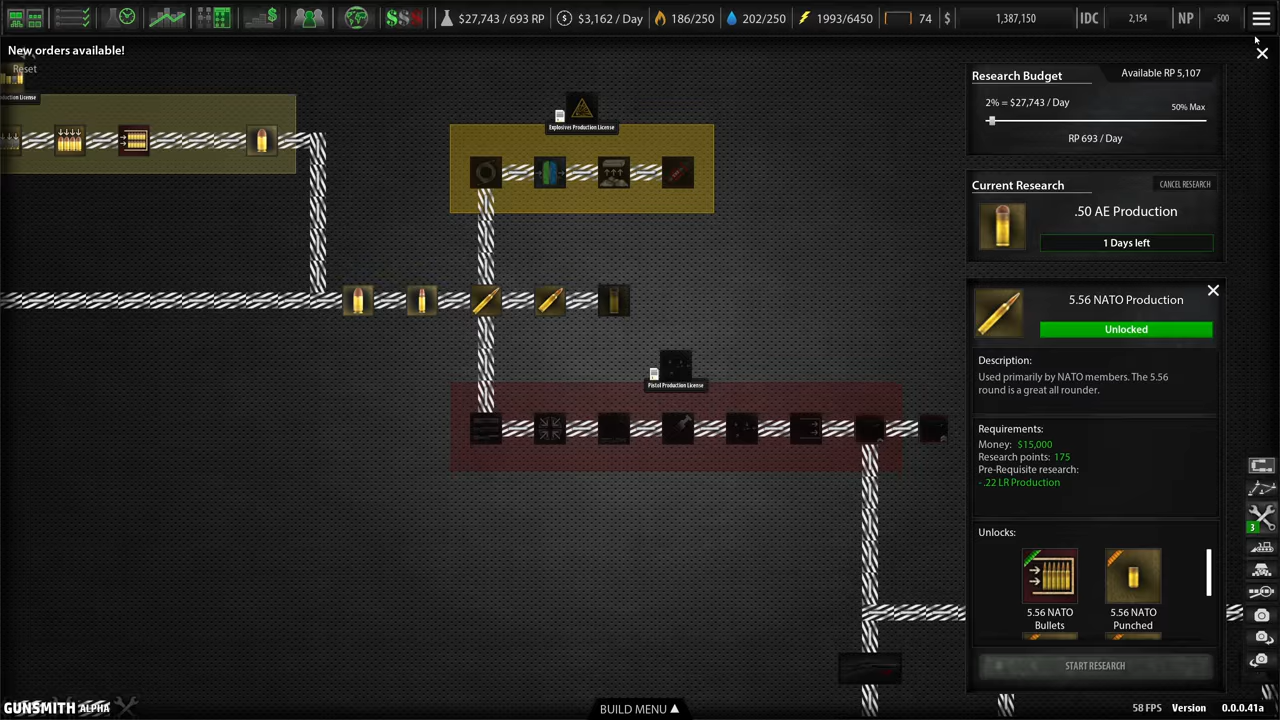 $27,743 / 693 RP
$3,162 / Day
186/250
202/250
1993/6450
74
$
1,387,150
IDC
2,154
NP
-500
New orders available!
Reset
Research Budget
Available RP 5,107
2% = $27,743 / Day
50% Max
RP 693 / Day
Explosives Production License
Current Research
CANCEL RESEARCH
.50 AE Production
1 Days left
5.56 NATO Production
Unlocked
Description:
Used primarily by NATO members. The 5.56
round is a great all rounder.
Pistol Production License
Requirements:
Money: $15,000
Research points: 175
Pre-Requisite research:
- .22 LR Production
3
Unlocks:
5.56 NATO
Bullets
5.56 NATO
Punched
START RESEARCH
GUNSMITH ALPHA
BUILD MENU ▲
58 FPS
Version
0.0.0.41a